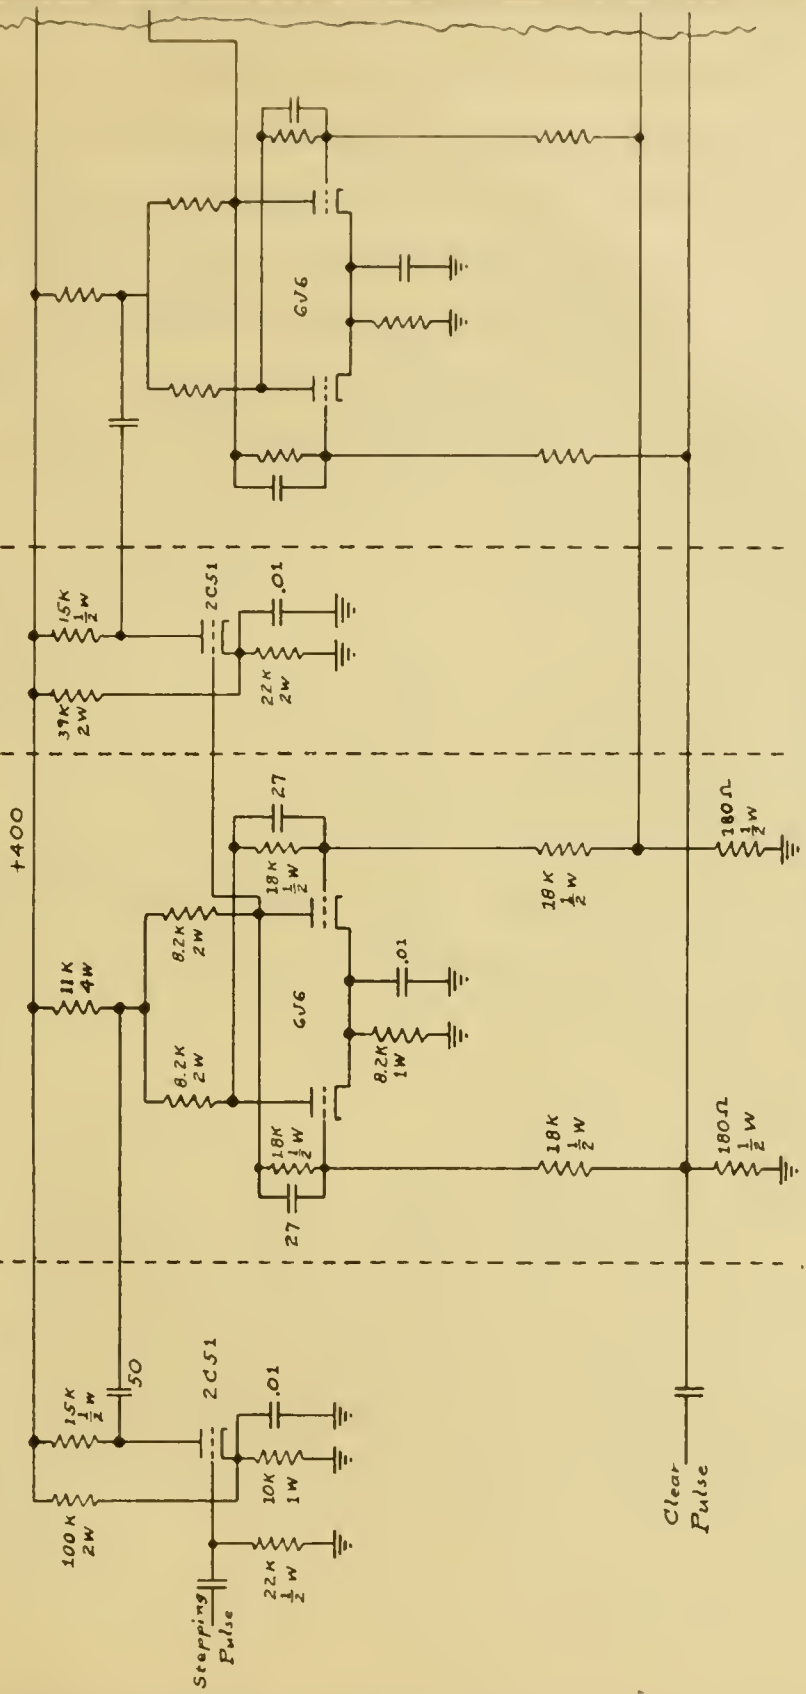 100K
2W
15K
½W
50
2C51
Stepping
Pulse
22K
½W
10K
1W
.01
Clear
Pulse
+400
11K
4W
8.2K
2W
8.2K
2W
27
18K
½W
6J6
18K
½W
27
8.2K
1W
.01
18K
½W
18K
½W
180Ω
½W
180Ω
½W
39K
2W
15K
½W
2C51
22K
2W
.01
6J6